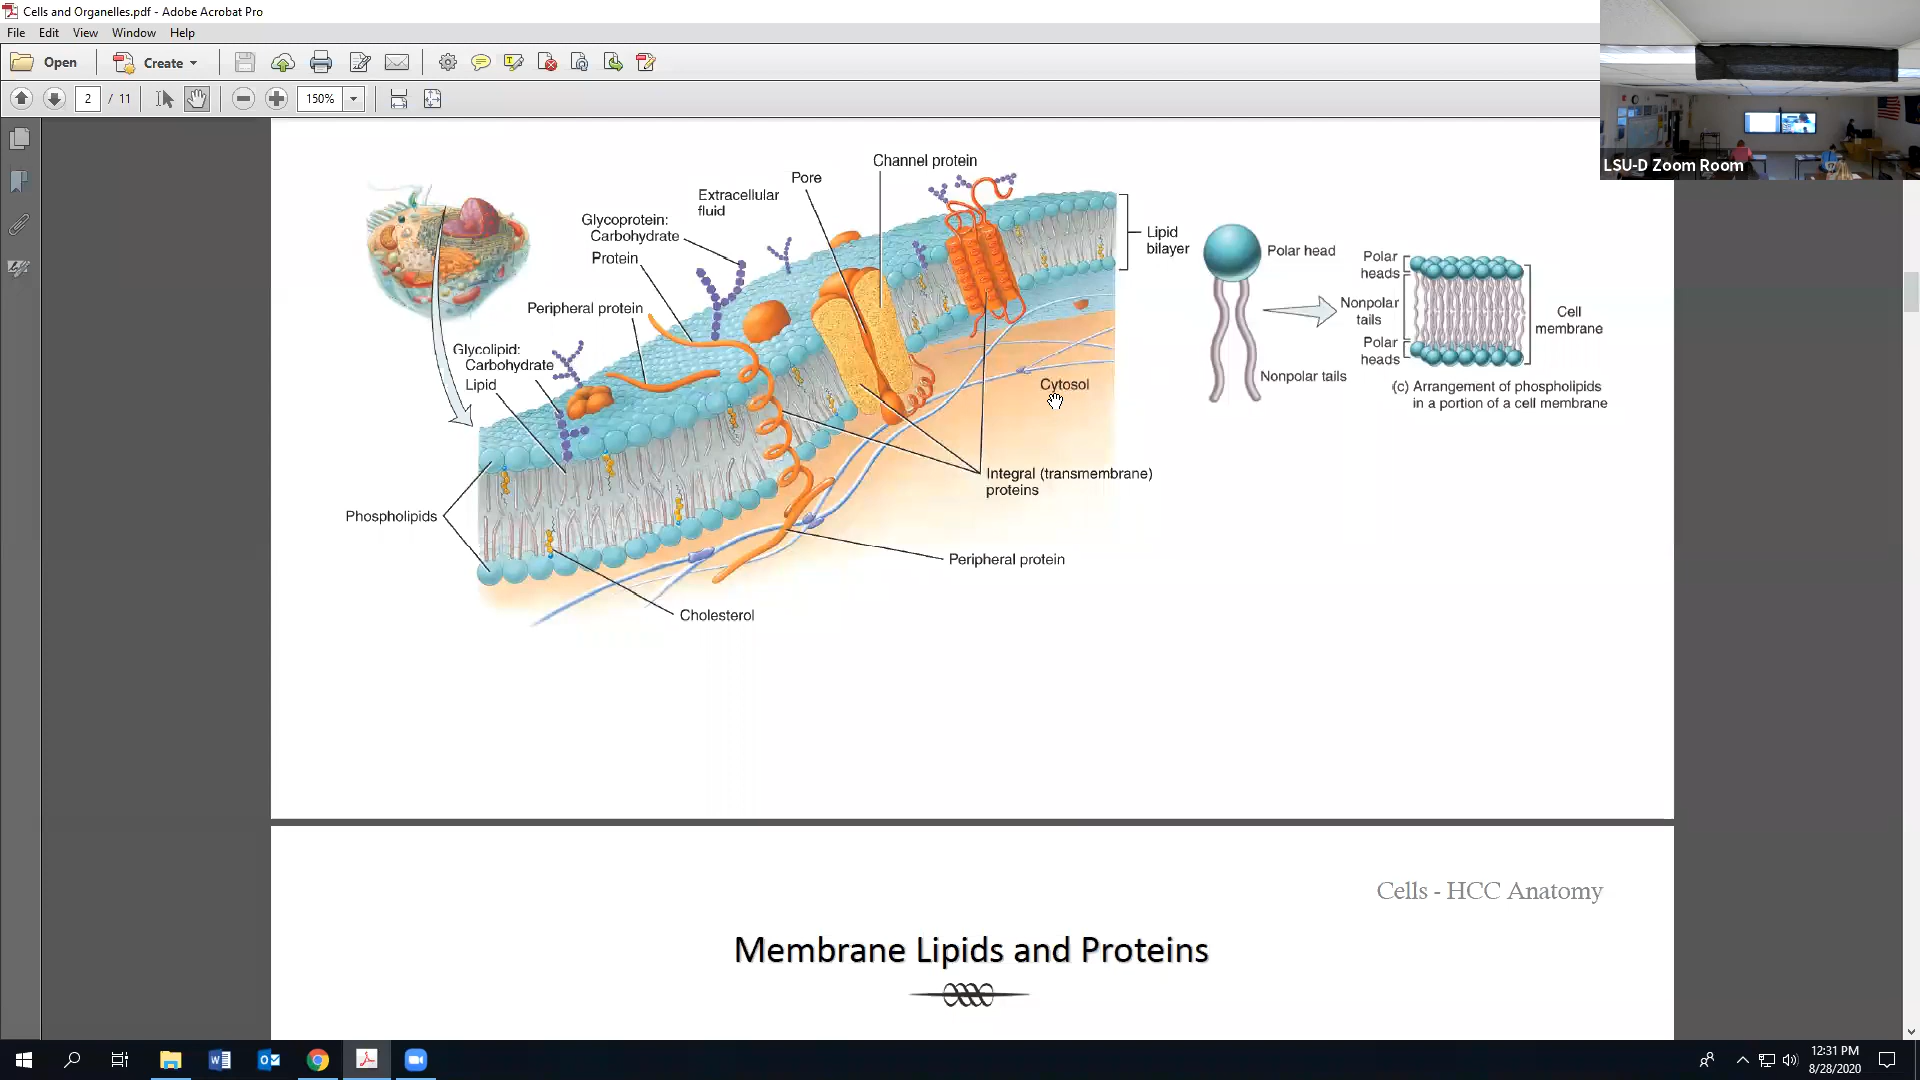 Cells and Organelles.pdf - Adobe Acrobat Pro
File Edit View Window Help
Open Create
2 / 11 150%
LSU-D Zoom Room
Channel protein
Pore
Extracellular
fluid
Glycoprotein:
Carbohydrate
Protein
Peripheral protein
Glycolipid:
Carbohydrate
Lipid
Phospholipids
Cholesterol
Lipid
bilayer
Cytosol
Integral (transmembrane)
proteins
Peripheral protein
Polar head
Nonpolar tails
Polar
heads
Nonpolar
tails
Polar
heads
Cell
membrane
(c) Arrangement of phospholipids
in a portion of a cell membrane
Cells - HCC Anatomy
Membrane Lipids and Proteins
12:31 PM
8/28/2020